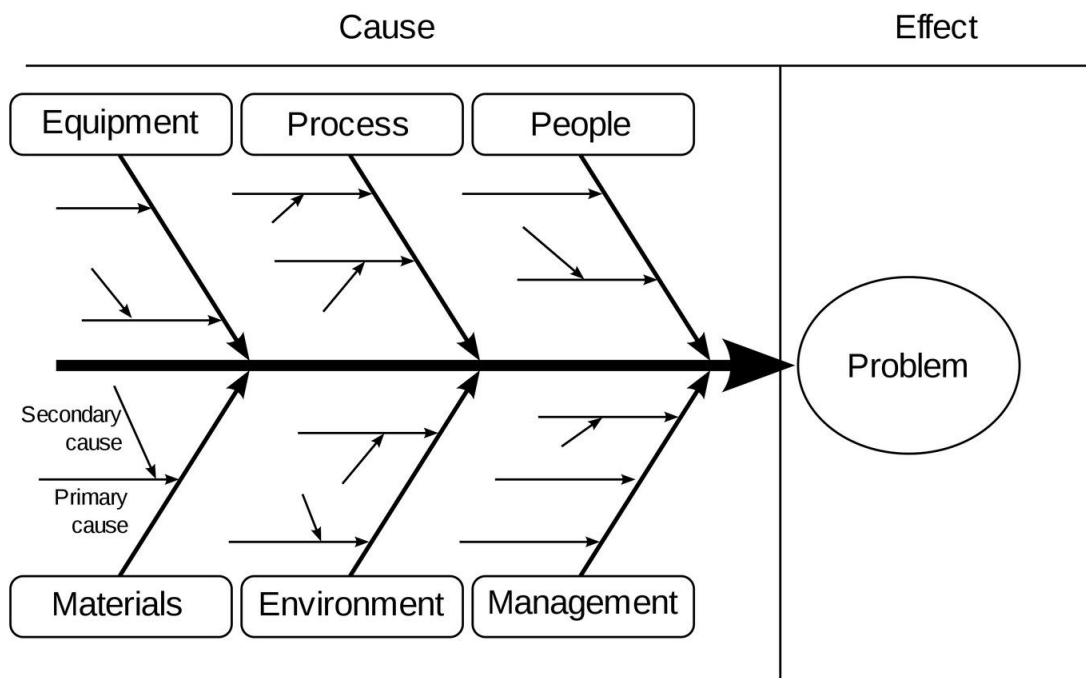 Cause
Effect
Equipment
Process
People
Problem
Secondary
cause
Primary
cause
Materials
Environment
Management